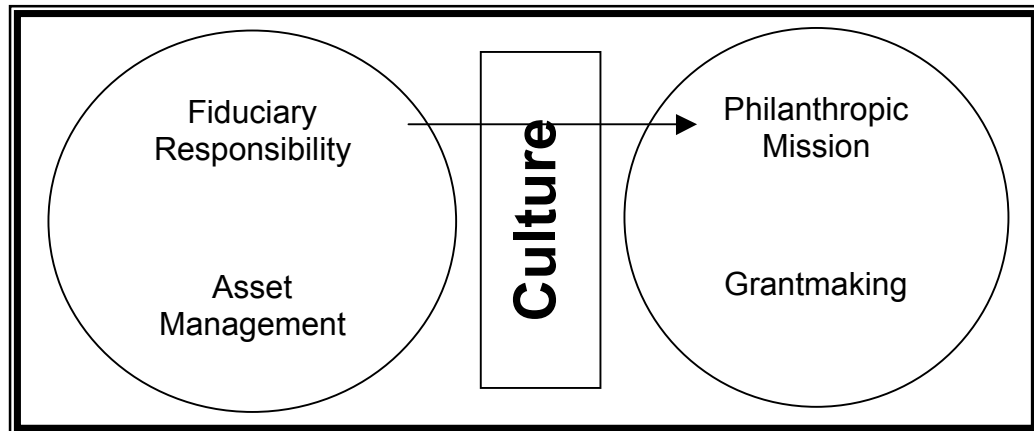 Fiduciary
Responsibility
Asset
Management
Culture
Philanthropic
Mission
Grantmaking